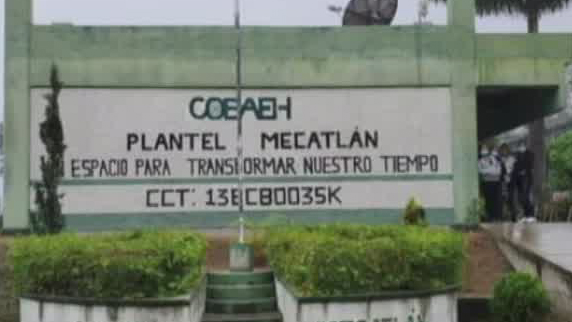 COBAEH
PLANTEL MECATLÁN
ESPACIO PARA TRANSFORMAR NUESTRO TIEMPO
CCT: 13ECB0035K